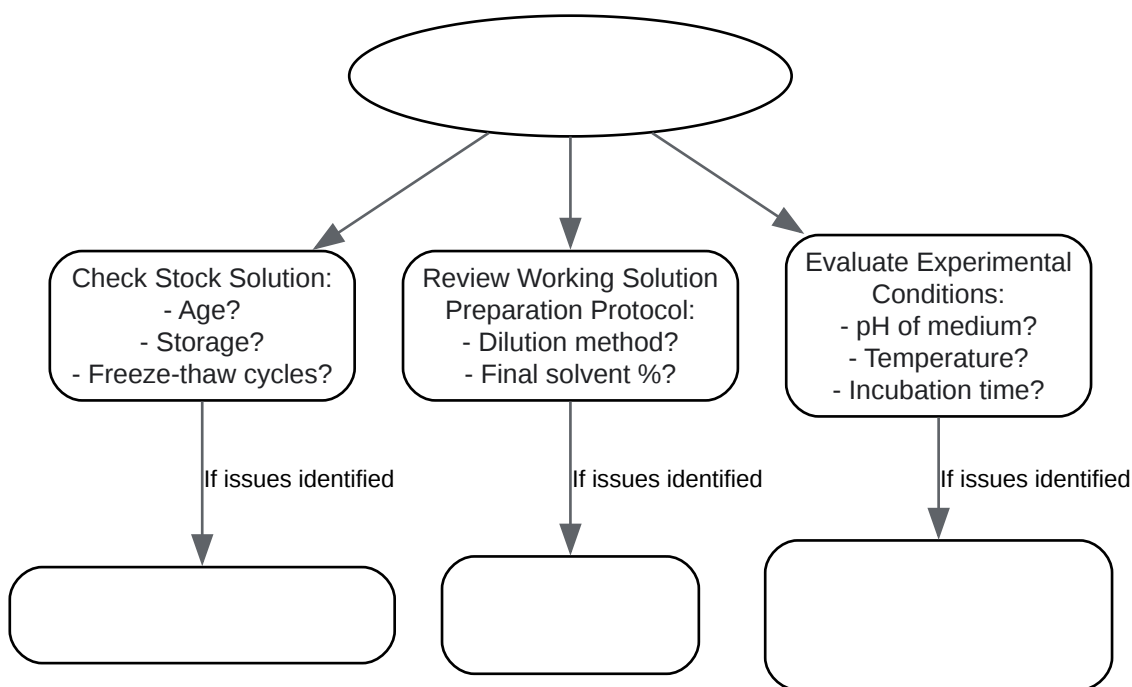 Check Stock Solution:
- Age?
- Storage?
- Freeze-thaw cycles?
Review Working Solution
Preparation Protocol:
- Dilution method?
- Final solvent %?
Evaluate Experimental
Conditions:
- pH of medium?
- Temperature?
- Incubation time?
If issues identified
If issues identified
If issues identified